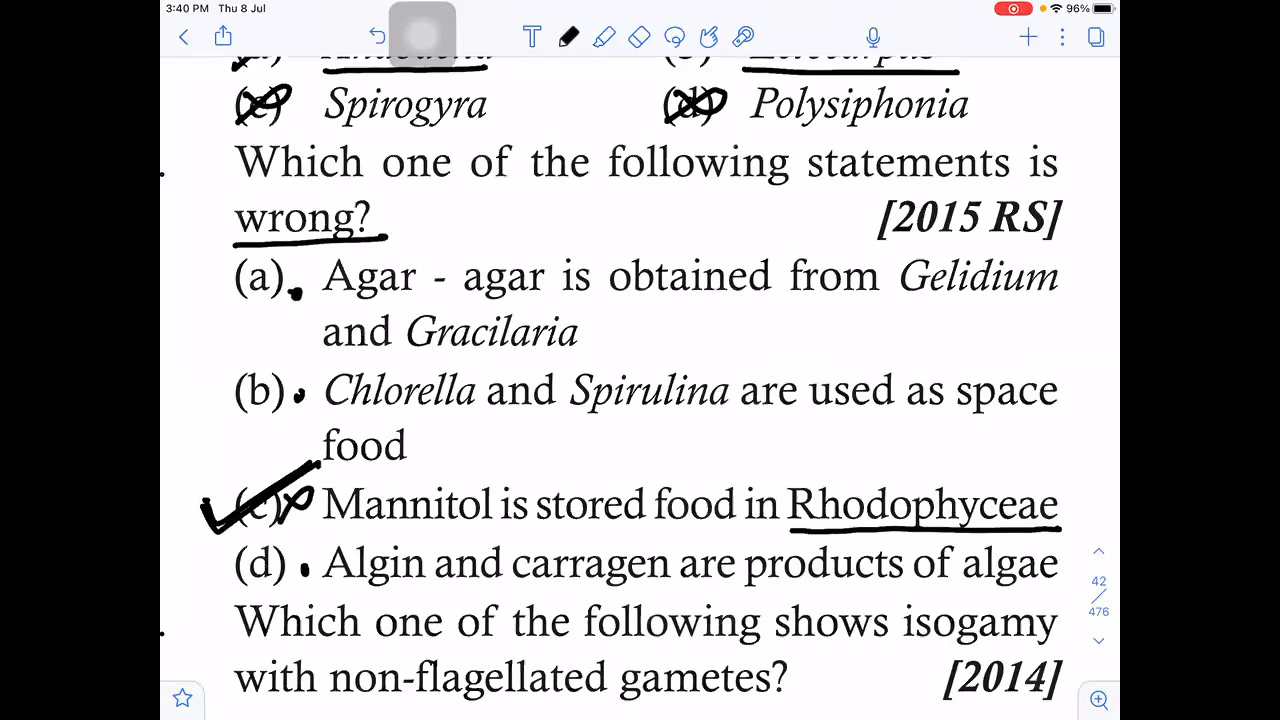 3:40 PM Thu 8 Jul 96%
T
(c) Spirogyra (d) Polysiphonia
Which one of the following statements is
wrong? [2015 RS]
(a) Agar - agar is obtained from Gelidium
and Gracilaria
(b) Chlorella and Spirulina are used as space
food
(c) Mannitol is stored food in Rhodophyceae
(d) Algin and carragen are products of algae
42
476
Which one of the following shows isogamy
with non-flagellated gametes? [2014]